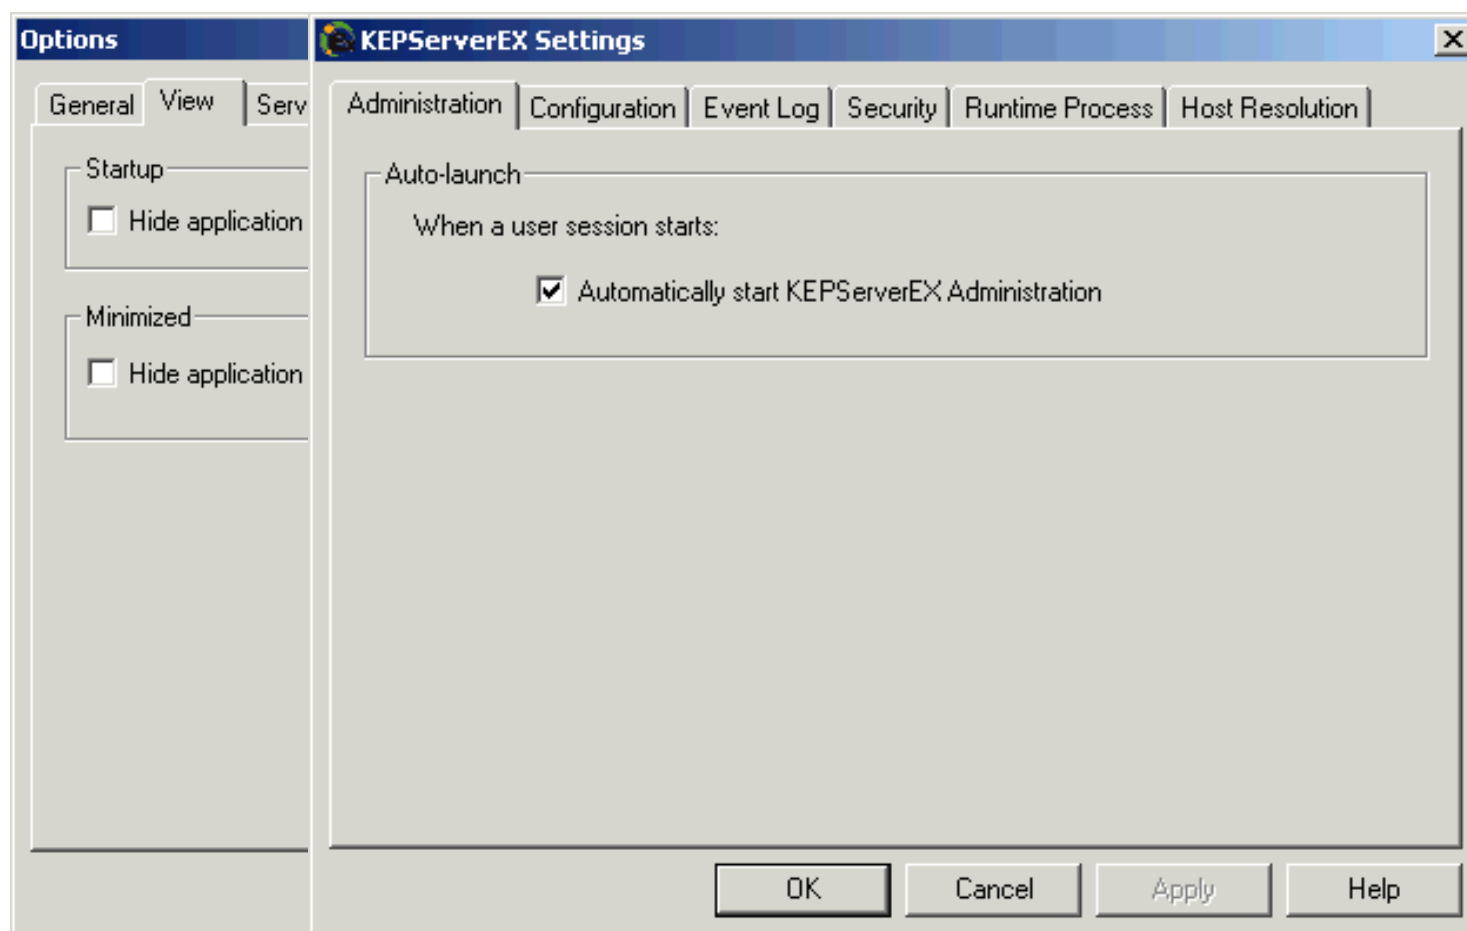 Options
General View Serv
Startup
Hide application
Minimized
Hide application
KEPServerEX Settings
Administration Configuration Event Log Security Runtime Process Host Resolution
Auto-launch
When a user session starts:
Automatically start KEPServerEX Administration
OK Cancel Apply Help